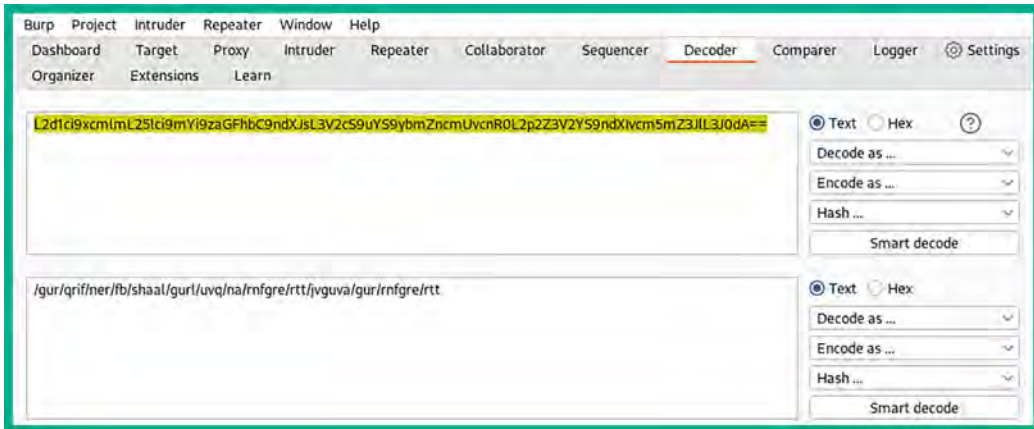 Burp Project Intruder Repeater Window Help
Dashboard Target Proxy Intruder Repeater Collaborator Sequencer Decoder Comparer Logger Settings
Organizer Extensions Learn
L2d1ci9xcmlmL25lci9mYi9zaGFhbC9ndXJsL3V2cS9uYS9ybmZncmUvcnR0L2p2Z3V2YS9ndXIvcm5mZ3JlL3J0dA==
Text Hex ?
Decode as ...
Encode as ...
Hash ...
Smart decode
/gur/qrif/ner/fb/shaal/gurl/uvq/na/rnfgre/rtt/jvguva/gur/rnfgre/rtt
Text Hex
Decode as ...
Encode as ...
Hash ...
Smart decode